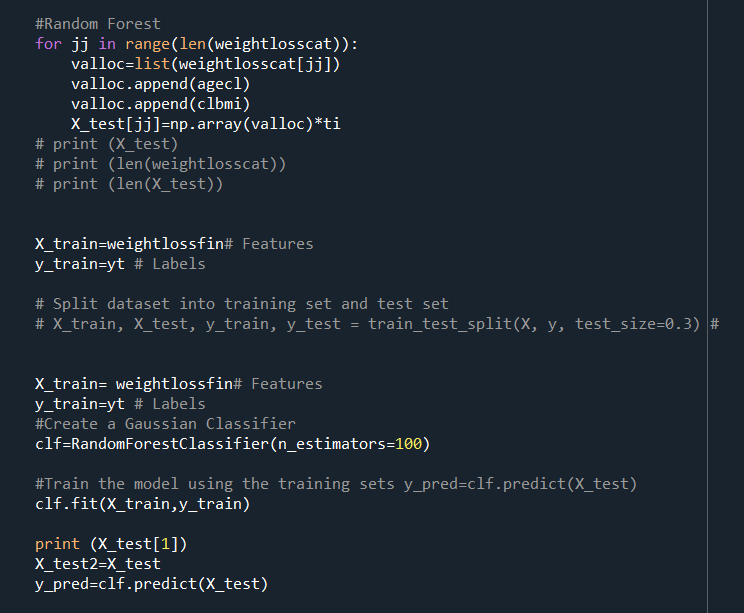 #Random Forest
for jj in range(len(weightlosscat)):
    valloc=list(weightlosscat[jj])
    valloc.append(agecl)
    valloc.append(clbmi)
    X_test[jj]=np.array(valloc)*ti
# print (X_test)
# print (len(weightlosscat))
# print (len(X_test))
X_train=weightlossfin# Features
y_train=yt # Labels
# Split dataset into training set and test set
# X_train, X_test, y_train, y_test = train_test_split(X, y, test_size=0.3) #
X_train= weightlossfin# Features
y_train=yt # Labels
#Create a Gaussian Classifier
clf=RandomForestClassifier(n_estimators=100)
#Train the model using the training sets y_pred=clf.predict(X_test)
clf.fit(X_train,y_train)
print (X_test[1])
X_test2=X_test
y_pred=clf.predict(X_test)